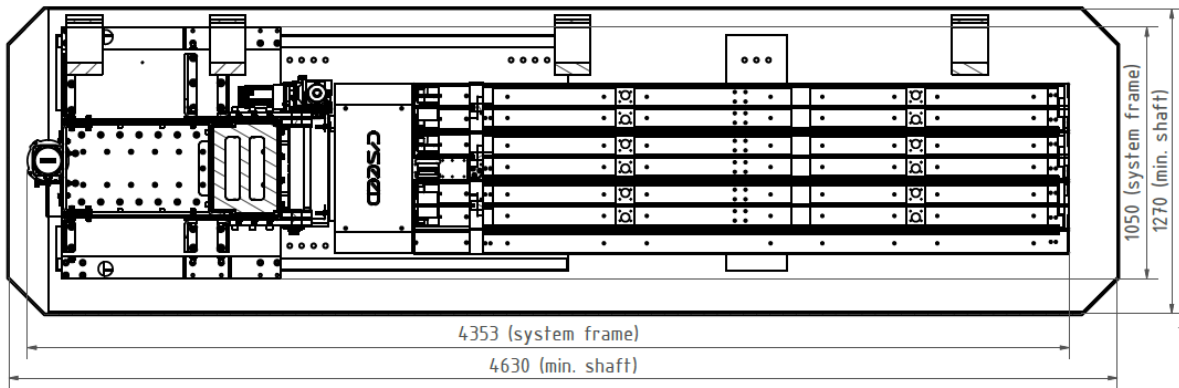 1050 (system frame)
1270 (min. shaft)
4353 (system frame)
4630 (min. shaft)